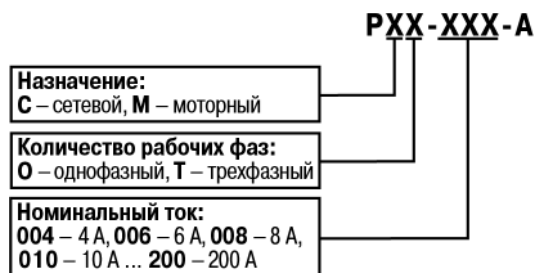 РХХ-ХХХ-А
Назначение:
С – сетевой, М – моторный
Количество рабочих фаз:
О – однофазный, Т – трехфазный
Номинальный ток:
004 – 4 А, 006 – 6 А, 008 – 8 А,
010 – 10 А ... 200 – 200 А